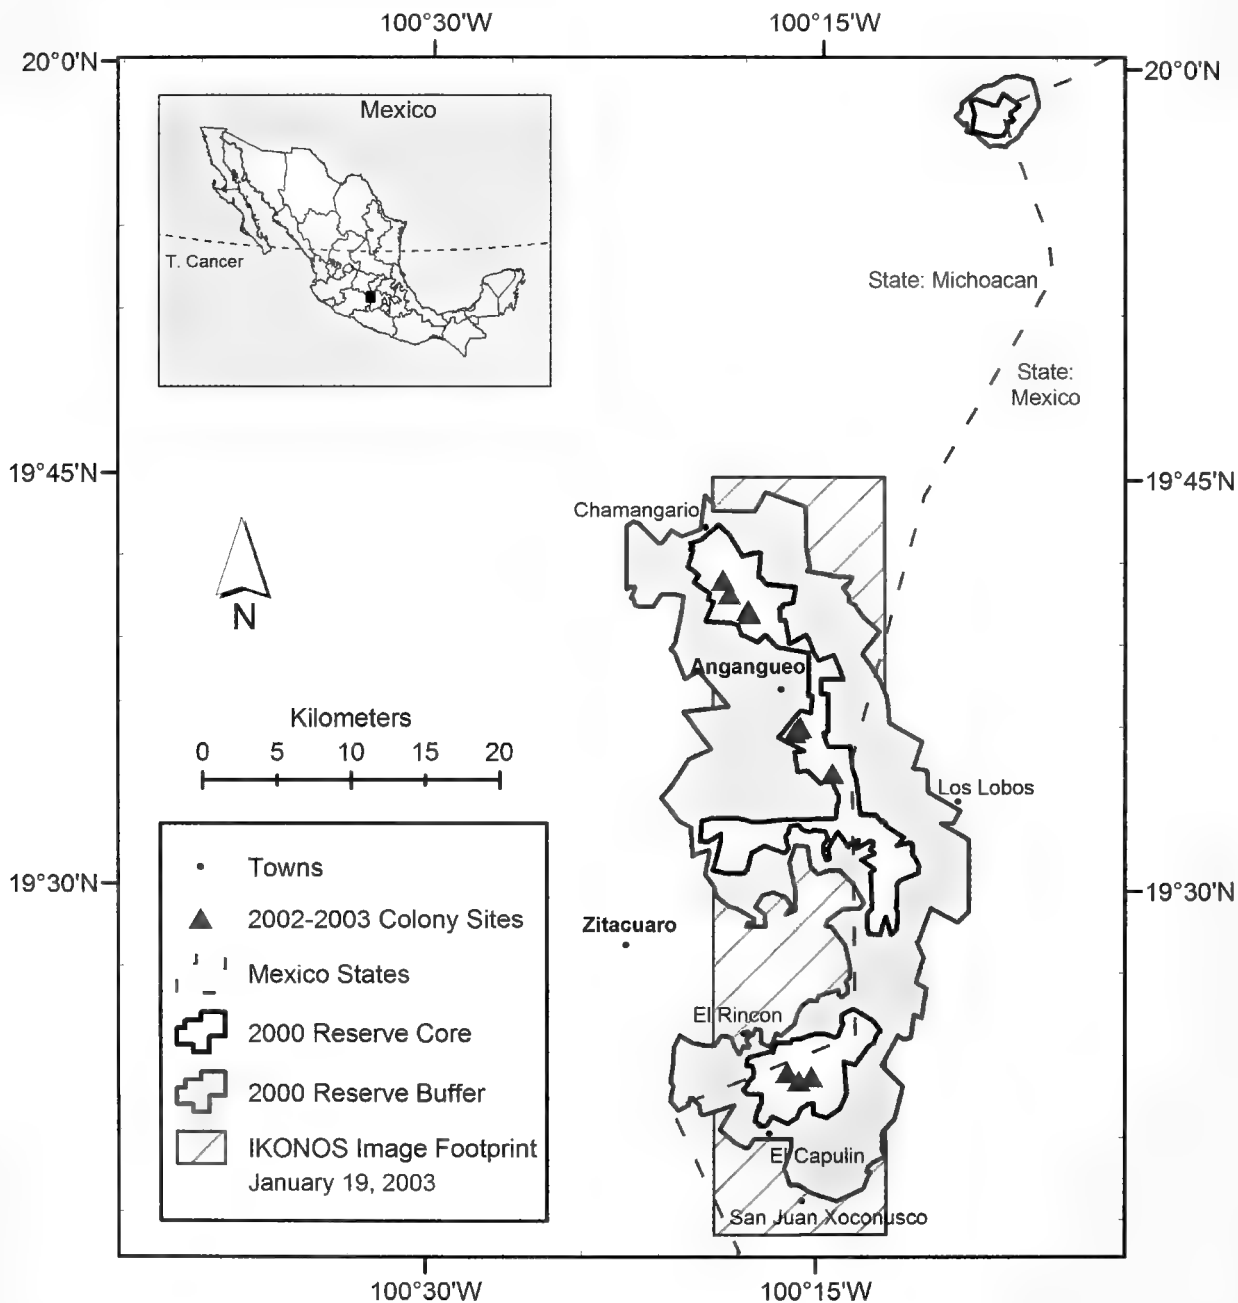 100°30'W
100°15'W
20°0'N
20°0'N
Mexico
T. Cancer
State: Michoacan
State:
Mexico
19°45'N
19°45'N
Chamangario
N
Angangueo
Kilometers
0 5 10 15 20
Los Lobos
Towns
19°30'N
19°30'N
2002-2003 Colony Sites
Zitacuaro
Mexico States
El Rincon
2000 Reserve Core
2000 Reserve Buffer
IKONOS Image Footprint
January 19, 2003
El Capulin
San Juan Xoconusco
100°30'W
100°15'W